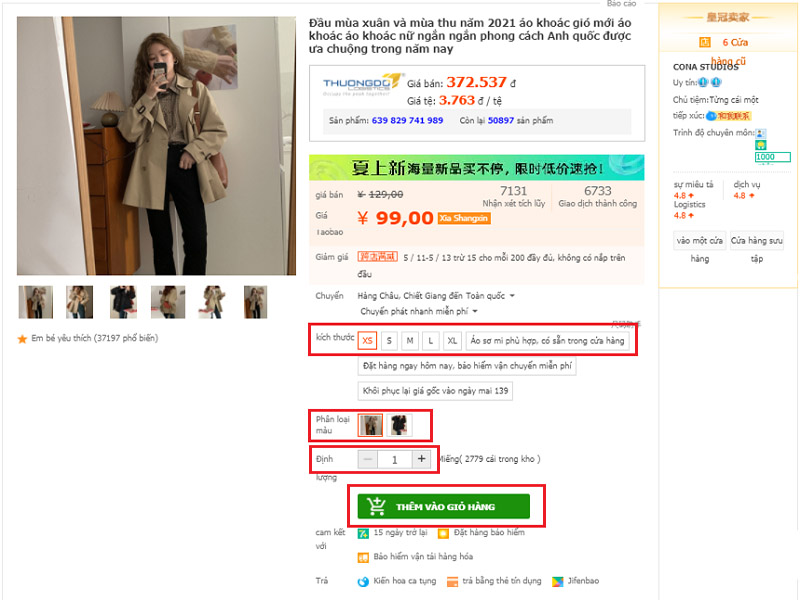 Báo cáo
Đầu mùa xuân và mùa thu năm 2021 áo khoác gió mới áo
khoác áo khoác nữ ngắn ngắn phong cách Anh quốc được
ưa chuộng trong năm nay
THUONGDO
LOGISTICS
Giá bán: 372.537 đ
Giá tệ: 3.763 đ / tệ
Sản phẩm: 639 829 741 989 Còn lại 50897 sản phẩm
夏上新 海量新品买不停，限时低价速抢！
giá bán ¥ 129,00
7131
Nhận xét tích lũy
6733
Giao dịch thành công
Giá
Taobao
¥ 99,00 Xia Shangxin
Giảm giá 跨店满减 5 / 11-5 / 13 trừ 15 cho mỗi 200 đầy đủ, không có nắp trên
đầu
Chuyển Hàng Châu, Chiết Giang đến Toàn quốc
Chuyển phát nhanh miễn phí
kích thước XS S M L XL Áo sơ mi phù hợp, có sẵn trong cửa hàng
Đặt hàng ngay hôm nay, bảo hiểm vận chuyển miễn phí
Khôi phục lại giá gốc vào ngày mai 139
Phân loại
màu
Định
lượng
− 1 + Miếng( 2779 cái trong kho )
THÊM VÀO GIỎ HÀNG
cam kết
với
15 ngày trở lại Đặt hàng bảo hiểm
Bảo hiểm vận tải hàng hóa
Trả Kiến hoa ca tụng trả bằng thẻ tín dụng Jifenbao
Em bé yêu thích (37197 phổ biến)
皇冠卖家
6 Cửa
hàng cũ
CONA STUDIOS
Uy tín:
Chủ tiệm:Từng cái một
tiếp xúc: 和我联系
Trình độ chuyên môn:
1000
sự miêu tả
4.8
dịch vụ
4.8
Logistics
4.8
vào một cửa
hàng
Cửa hàng sưu
tập